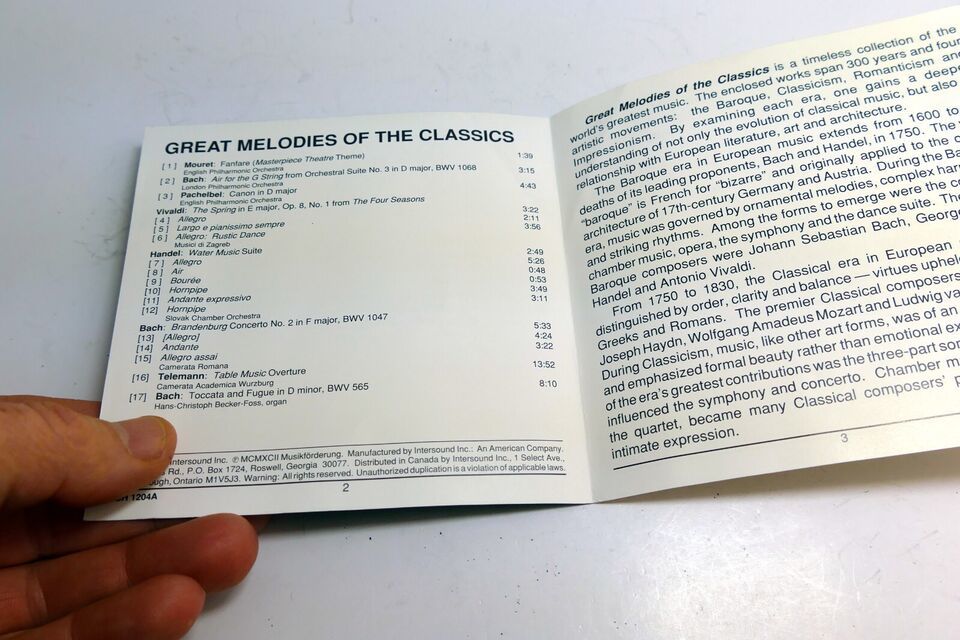 GREAT MELODIES OF THE CLASSICS
[ 1 ] Mouret: Fanfare (Masterpiece Theatre Theme) 1:39
English Philharmonic Orchestra
[ 2 ] Bach: Air for the G String from Orchestral Suite No. 3 in D major, BWV 1068 3:15
London Philharmonic Orchestra
[ 3 ] Pachelbel: Canon in D major 4:43
English Philharmonic Orchestra
Vivaldi: The Spring in E major, Op. 8, No. 1 from The Four Seasons
[ 4 ] Allegro 3:22
[ 5 ] Largo e pianissimo sempre 2:11
[ 6 ] Allegro: Rustic Dance 3:56
Musici di Zagreb
Handel: Water Music Suite
[ 7 ] Allegro 2:49
[ 8 ] Air 5:26
[ 9 ] Bourée 0:48
[10] Hornpipe 0:53
[11] Andante expressivo 3:49
[12] Hornpipe 3:11
Slovak Chamber Orchestra
Bach: Brandenburg Concerto No. 2 in F major, BWV 1047
[13] [Allegro] 5:33
[14] Andante 4:24
[15] Allegro assai 3:22
Camerata Romana
[16] Telemann: Table Music Overture 13:52
Camerata Academica Wurzburg
[17] Bach: Toccata and Fugue in D minor, BWV 565 8:10
Hans-Christoph Becker-Foss, organ
Intersound Inc. ℗ MCMXCII Musikförderung. Manufactured by Intersound Inc.: An American Company.
Rd., P.O. Box 1724, Roswell, Georgia 30077. Distributed in Canada by Intersound Inc., 1 Select Ave.,
ough, Ontario M1V5J3. Warning: All rights reserved. Unauthorized duplication is a violation of applicable laws.
1204A
2
Great Melodies of the Classics is a timeless collection of the
world's greatest music. The enclosed works span 300 years and four
artistic movements: the Baroque, Classicism, Romanticism and
Impressionism. By examining each era, one gains a deeper
understanding of not only the evolution of classical music, but also
relationship with European literature, art and architecture.
The Baroque era in European music extends from 1600 to
deaths of its leading proponents, Bach and Handel, in 1750. The
"baroque" is French for "bizarre" and originally applied to the
architecture of 17th-century Germany and Austria. During the Ba
era, music was governed by ornamental melodies, complex har
and striking rhythms. Among the forms to emerge were the co
chamber music, opera, the symphony and the dance suite. The
Baroque composers were Johann Sebastian Bach, George
Handel and Antonio Vivaldi.
From 1750 to 1830, the Classical era in European
distinguished by order, clarity and balance — virtues upheld
Greeks and Romans. The premier Classical composers
Joseph Haydn, Wolfgang Amadeus Mozart and Ludwig va
During Classicism, music, like other art forms, was of an
and emphasized formal beauty rather than emotional ex
of the era's greatest contributions was the three-part son
influenced the symphony and concerto. Chamber m
the quartet, became many Classical composers' p
intimate expression.
3